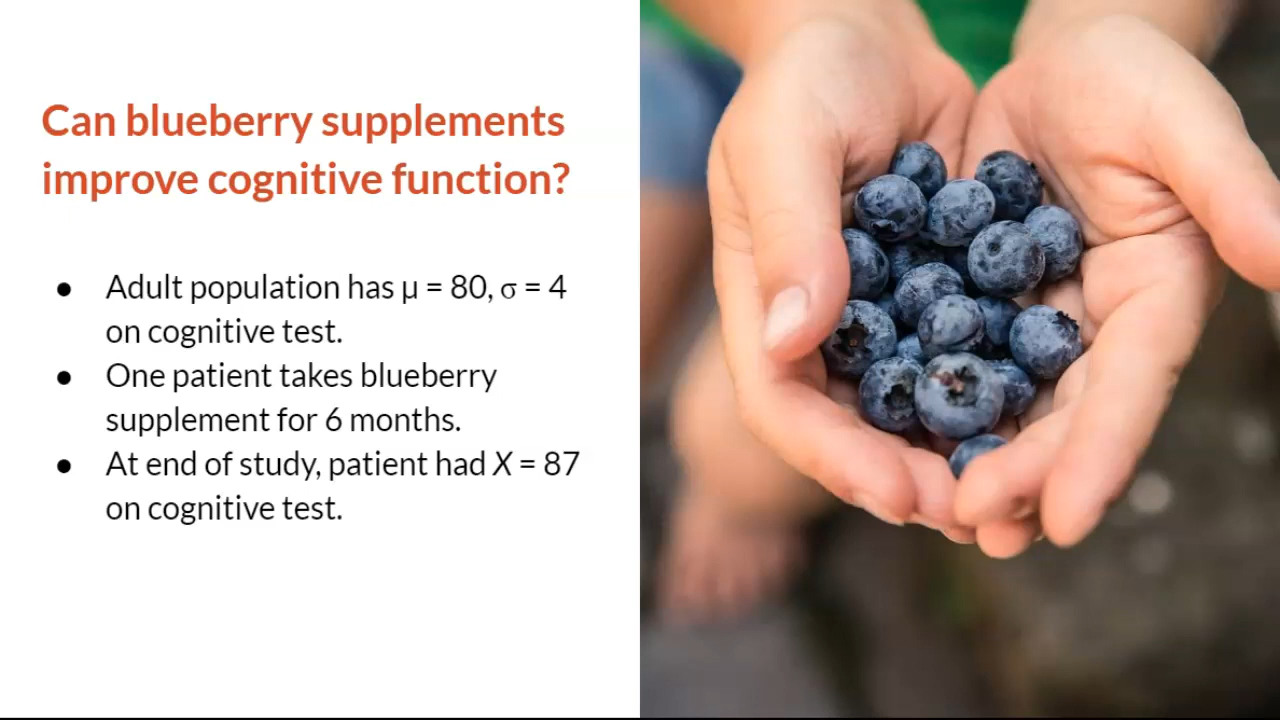 Can blueberry supplements
improve cognitive function?
● Adult population has μ = 80, σ = 4
on cognitive test.
● One patient takes blueberry
supplement for 6 months.
● At end of study, patient had X = 87
on cognitive test.